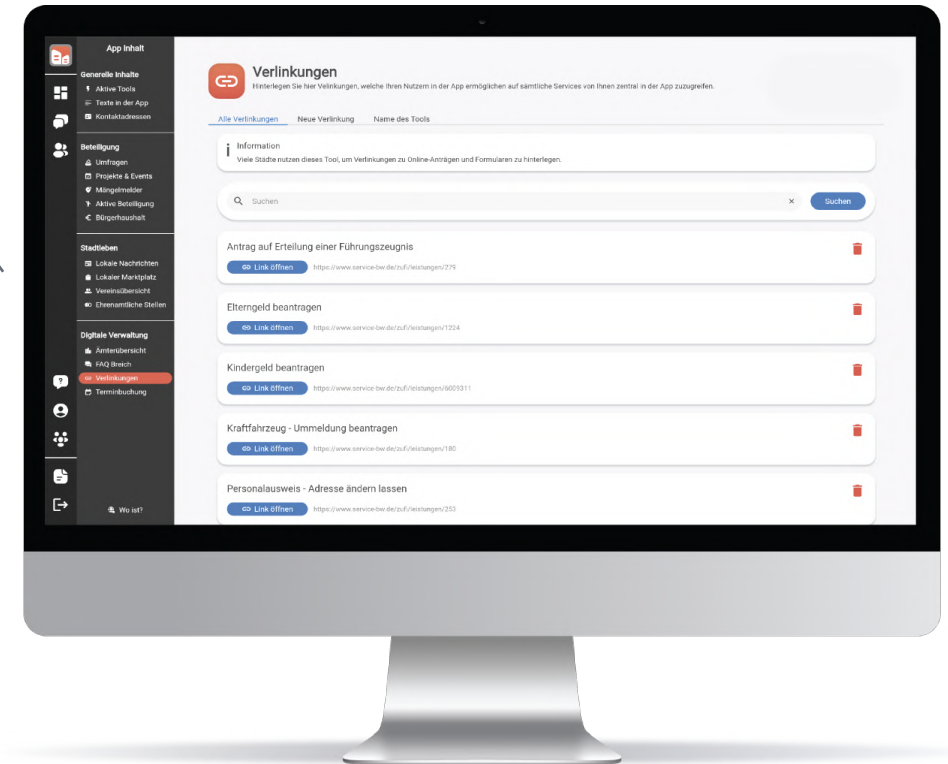 App Inhalt
Generelle Inhalte
Aktive Tools
Texte in der App
Kontaktadressen
Beteiligung
Umfragen
Projekte & Events
Mängelmelder
Aktive Beteiligung
Bürgerhaushalt
Stadtleben
Lokale Nachrichten
Lokaler Marktplatz
Vereinsübersicht
Ehrenamtliche Stellen
Digitale Verwaltung
Ämterübersicht
FAQ Breich
Verlinkungen
Terminbuchung
Wo ist?
Verlinkungen
Hinterlegen Sie hier Velinkungen, welche Ihren Nutzern in der App ermöglichen auf sämtliche Services von Ihnen zentral in der App zuzugreifen.
Alle Verlinkungen Neue Verlinkung Name des Tools
Information
Viele Städte nutzen dieses Tool, um Verlinkungen zu Online-Anträgen und Formularen zu hinterlegen.
Suchen × Suchen
Antrag auf Erteilung einer Führungszeugnis
Link öffnen https://www.service-bw.de/zufi/leistungen/279
Elterngeld beantragen
Link öffnen https://www.service-bw.de/zufi/leistungen/1224
Kindergeld beantragen
Link öffnen https://www.service-bw.de/zufi/leistungen/6009311
Kraftfahrzeug - Ummeldung beantragen
Link öffnen https://www.service-bw.de/zufi/leistungen/180
Personalausweis - Adresse ändern lassen
Link öffnen https://www.service-bw.de/zufi/leistungen/253